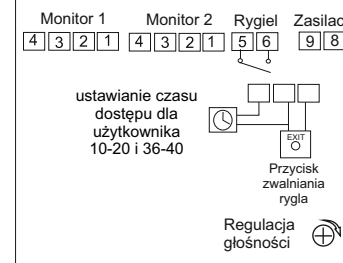 Monitor 1 Monitor 2 Rygiel Zasilac
4 3 2 1 4 3 2 1 5 6 9 8
ustawianie czasu
dostępu dla
użytkownika
10-20 i 36-40
EXIT
Przycisk
zwalniania
rygla
Regulacja
głośności